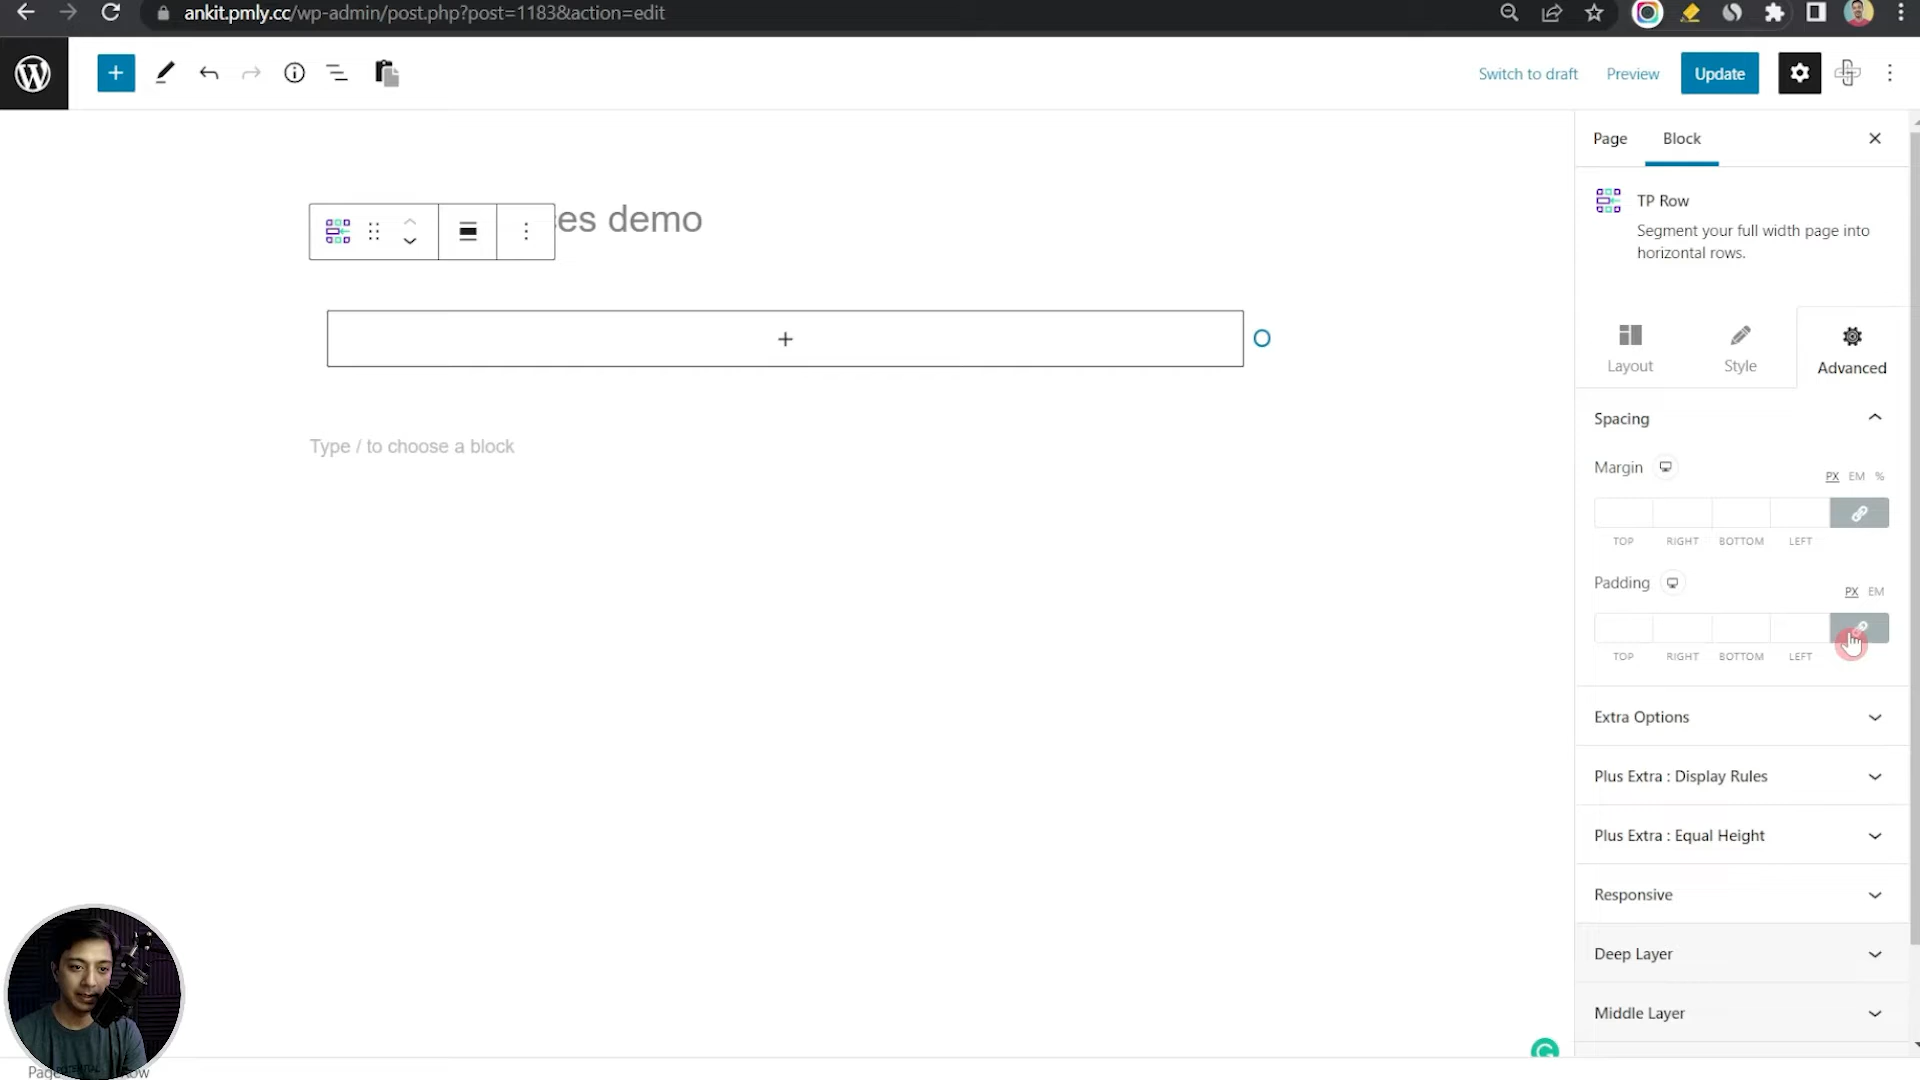 ankit.pmly.cc/wp-admin/post.php?post=1183&action=edit
Switch to draft
Preview
Update
Page
Block
TP Row
Segment your full width page into
horizontal rows.
ces demo
Layout
Style
Advanced
+
Type / to choose a block
Spacing
Margin
PX EM %
TOP RIGHT BOTTOM LEFT
Padding
PX EM
TOP RIGHT BOTTOM LEFT
Extra Options
Plus Extra : Display Rules
Plus Extra : Equal Height
Responsive
Deep Layer
Middle Layer